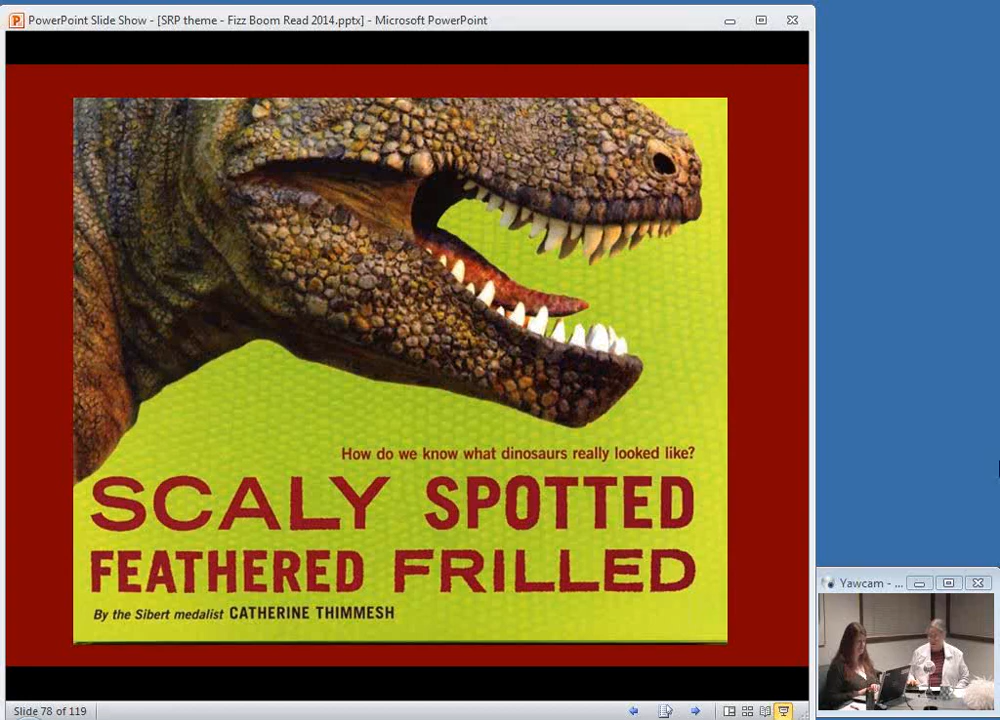 PowerPoint Slide Show - [SRP theme - Fizz Boom Read 2014.pptx] - Microsoft PowerPoint
How do we know what dinosaurs really looked like?
SCALY SPOTTED
FEATHERED FRILLED
By the Sibert medalist CATHERINE THIMMESH
Yawcam - ...
Slide 78 of 119